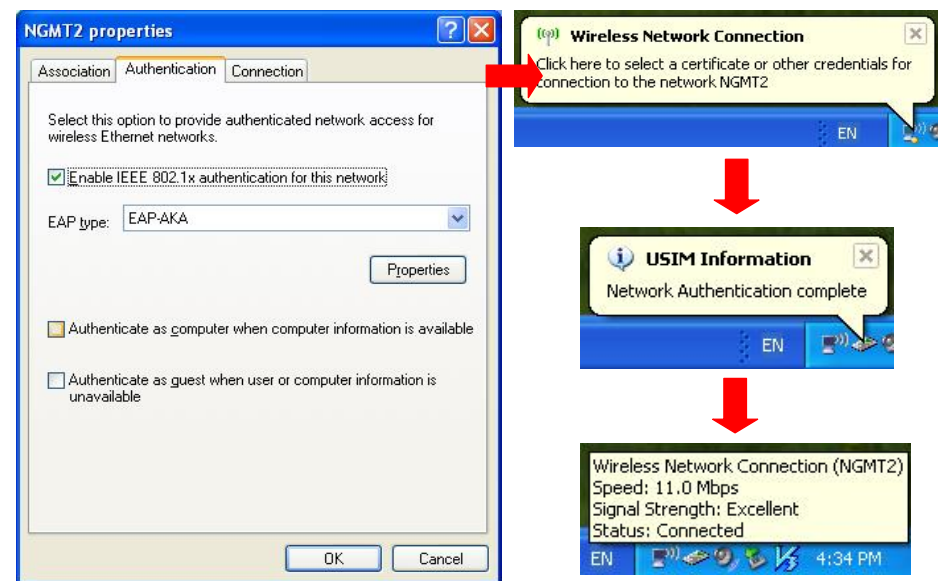 NGMT2 properties
Association Authentication Connection
Select this option to provide authenticated network access for
wireless Ethernet networks.
Enable IEEE 802.1x authentication for this network
EAP type: EAP-AKA
Properties
Authenticate as computer when computer information is available
Authenticate as guest when user or computer information is
unavailable
OK Cancel
Wireless Network Connection
Click here to select a certificate or other credentials for
connection to the network NGMT2
EN
USIM Information
Network Authentication complete
EN
Wireless Network Connection (NGMT2)
Speed: 11.0 Mbps
Signal Strength: Excellent
Status: Connected
EN 4:34 PM